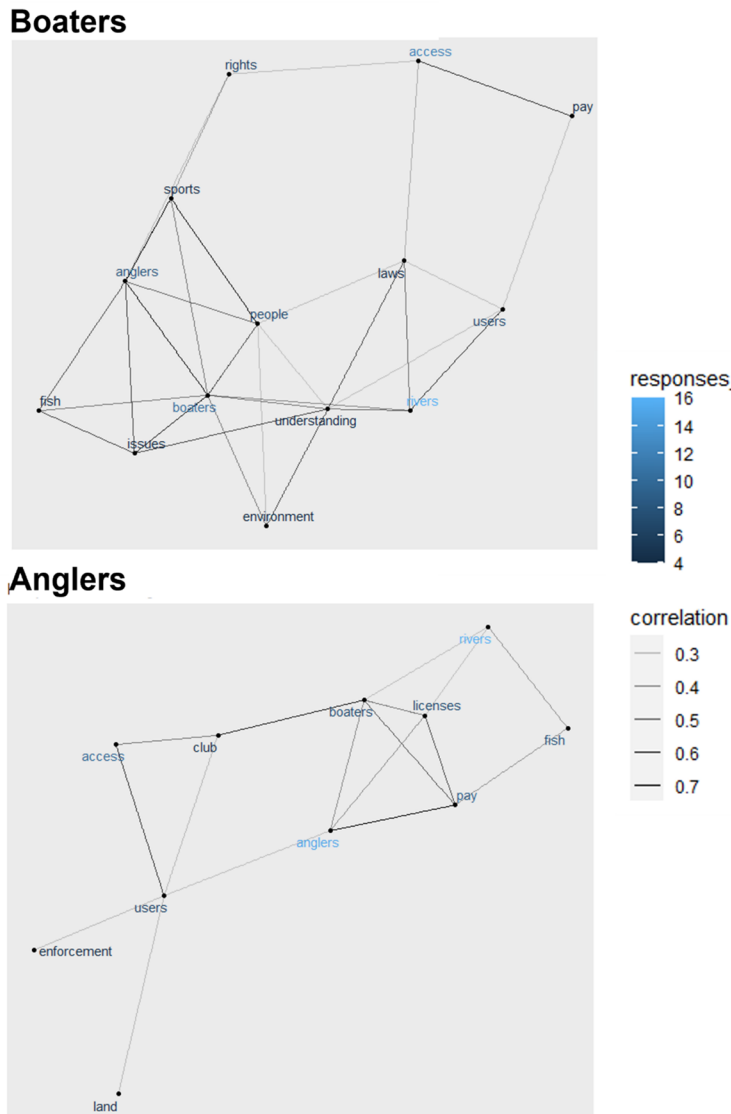 Boaters
access
rights
pay
sports
anglers
laws
people
users
fish
boaters
rivers
understanding
issues
environment
responses_
16
14
12
10
8
6
4
Anglers
correlation
0.3
0.4
0.5
0.6
0.7
rivers
boaters
licenses
club
access
fish
pay
anglers
users
enforcement
land